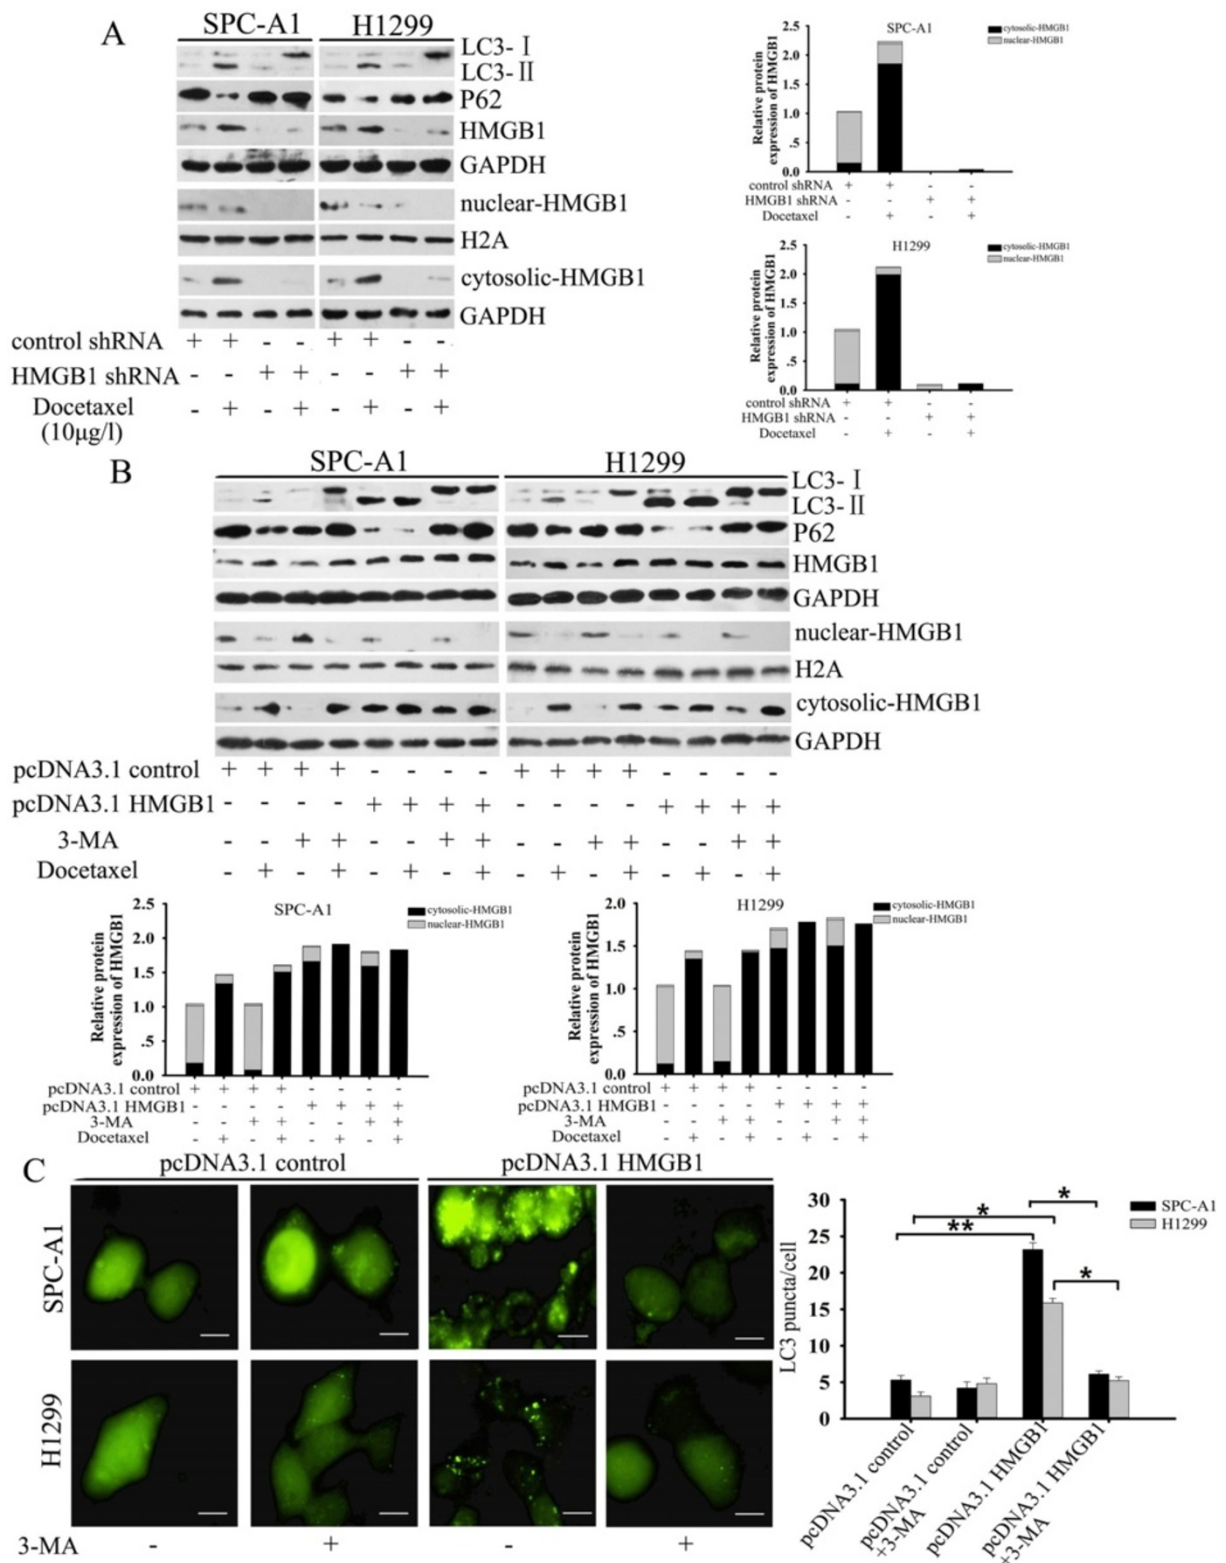 A
SPC-A1 H1299
LC3-Ⅰ
LC3-Ⅱ
P62
HMGB1
GAPDH
nuclear-HMGB1
H2A
cytosolic-HMGB1
GAPDH
control shRNA + + - - + + - -
HMGB1 shRNA - - + + - - + +
Docetaxel - + - + - + - +
(10μg/l)
SPC-A1
cytosolic-HMGB1
nuclear-HMGB1
Relative protein
expression of HMGB1
2.5
2.0
1.5
1.0
.5
0.0
control shRNA + + - -
HMGB1 shRNA - - + +
Docetaxel - + - +
H1299
cytosolic-HMGB1
nuclear-HMGB1
Relative protein
expression of HMGB1
2.5
2.0
1.5
1.0
.5
0.0
control shRNA + + - -
HMGB1 shRNA - - + +
Docetaxel - + - +
B
SPC-A1 H1299
LC3-Ⅰ
LC3-Ⅱ
P62
HMGB1
GAPDH
nuclear-HMGB1
H2A
cytosolic-HMGB1
GAPDH
pcDNA3.1 control + + + + - - - - + + + + - - - -
pcDNA3.1 HMGB1 - - - - + + + + - - - - + + + +
3-MA - - + + - - + + - - + + - - + +
Docetaxel - + - + - + - + - + - + - + - +
SPC-A1
cytosolic-HMGB1
nuclear-HMGB1
Relative protein
expression of HMGB1
2.5
2.0
1.5
1.0
.5
0.0
pcDNA3.1 control + + + + - - - -
pcDNA3.1 HMGB1 - - - - + + + +
3-MA - - + + - - + +
Docetaxel - + - + - + - +
H1299
cytosolic-HMGB1
nuclear-HMGB1
Relative protein
expression of HMGB1
2.0
1.5
1.0
.5
0.0
pcDNA3.1 control + + + + - - - -
pcDNA3.1 HMGB1 - - - - + + + +
3-MA - - + + - - + +
Docetaxel - + - + - + - +
C
pcDNA3.1 control pcDNA3.1 HMGB1
SPC-A1
H1299
3-MA - + - +
LC3 puncta/cell
30
25
20
15
10
5
0
* *
** *
SPC-A1
H1299
pcDNA3.1 control
pcDNA3.1 control
+3-MA
pcDNA3.1 HMGB1
pcDNA3.1 HMGB1
+3-MA